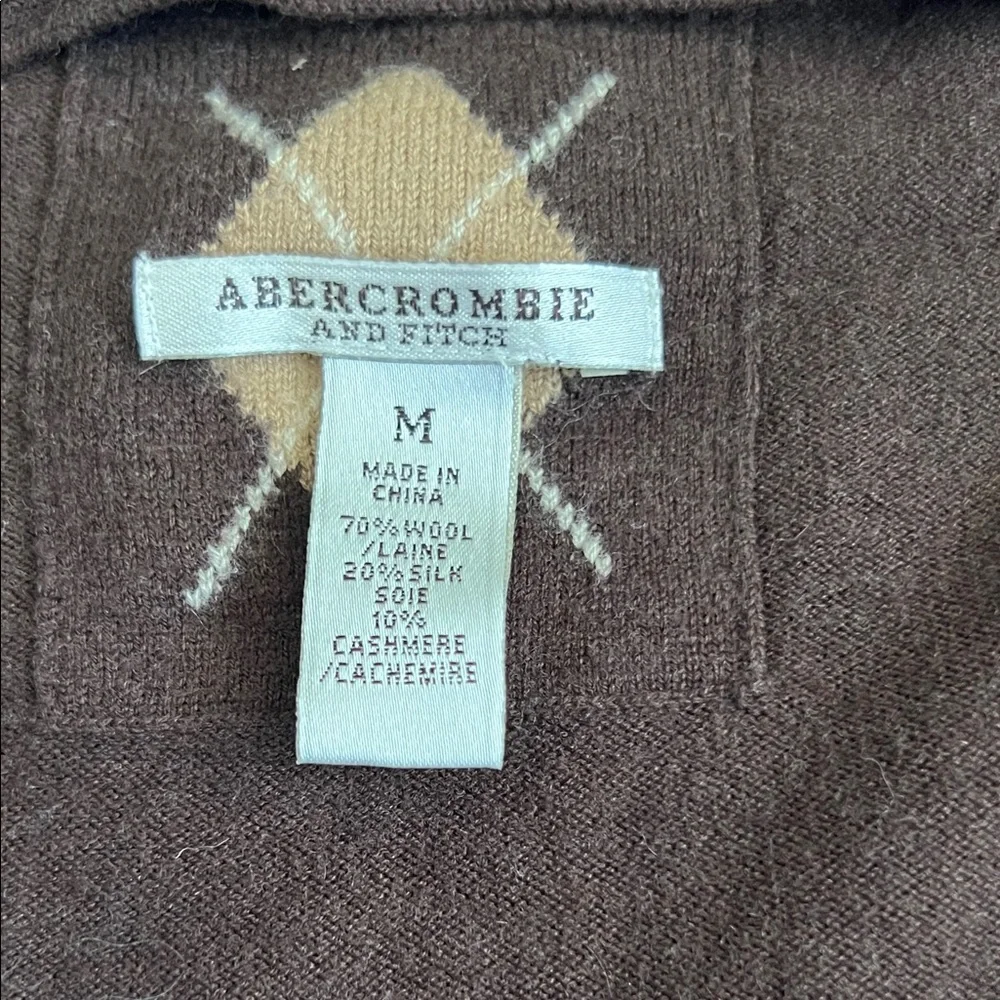 ABERCROMBIE
AND FITCH
M
MADE IN
CHINA
70% WOOL
/LAINE
20% SILK
SOIE
10%
CASHMERE
/CACHEMIRE